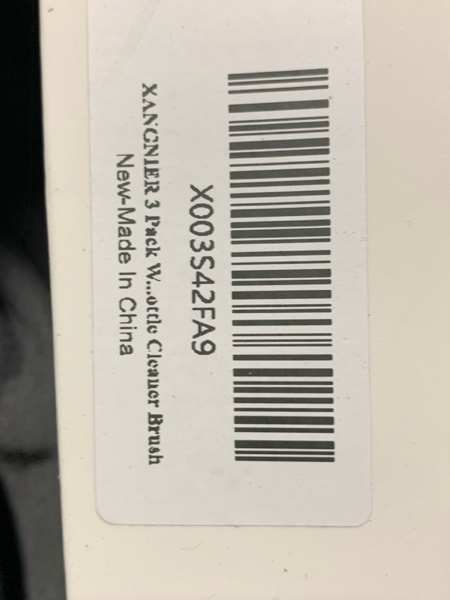 X003S42FA9
XANGNIER 3 Pack W...ottle Cleaner Brush
New-Made In China